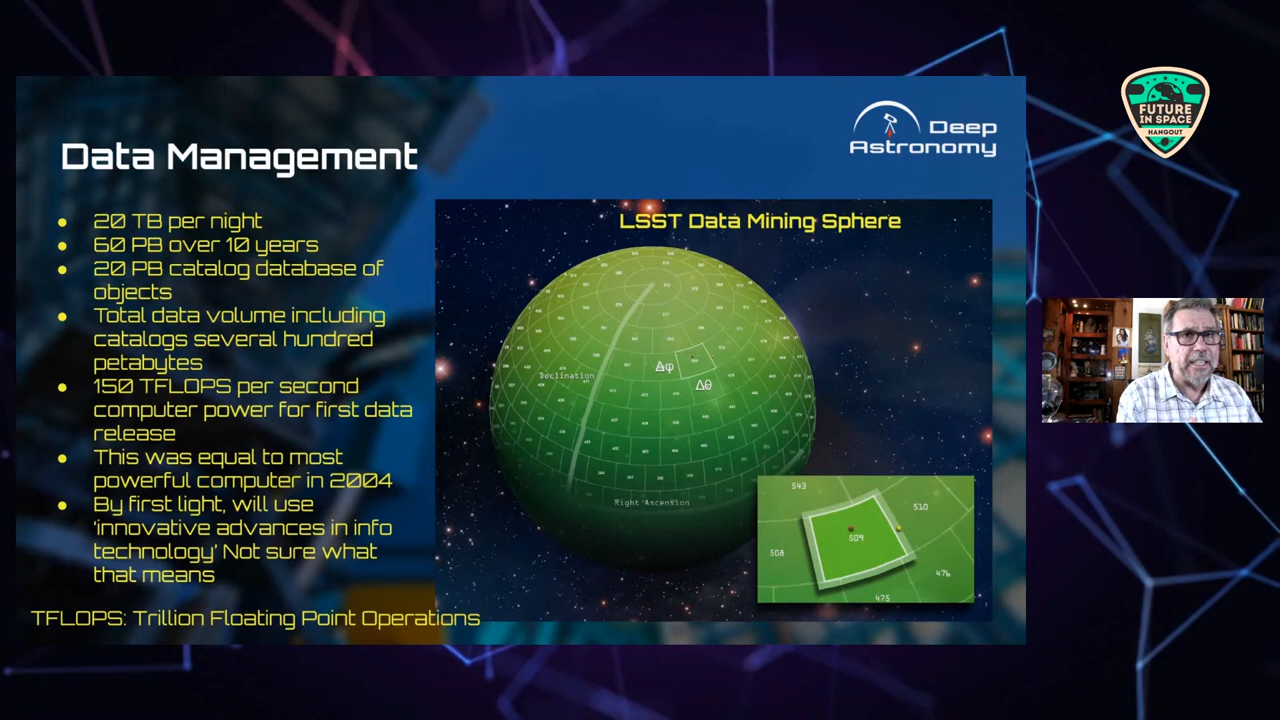 FUTURE
IN SPACE
HANGOUT
Deep
Astronomy
Data Management
20 TB per night
60 PB over 10 years
20 PB catalog database of
objects
Total data volume including
catalogs several hundred
petabytes
150 TFLOPS per second
computer power for first data
release
This was equal to most
powerful computer in 2004
By first light, will use
‘innovative advances in info
technology’ Not sure what
that means
TFLOPS: Trillion Floating Point Operations
LSST Data Mining Sphere
Δφ
Δθ
Declination
Right Ascension
543
510
509
508
476
475